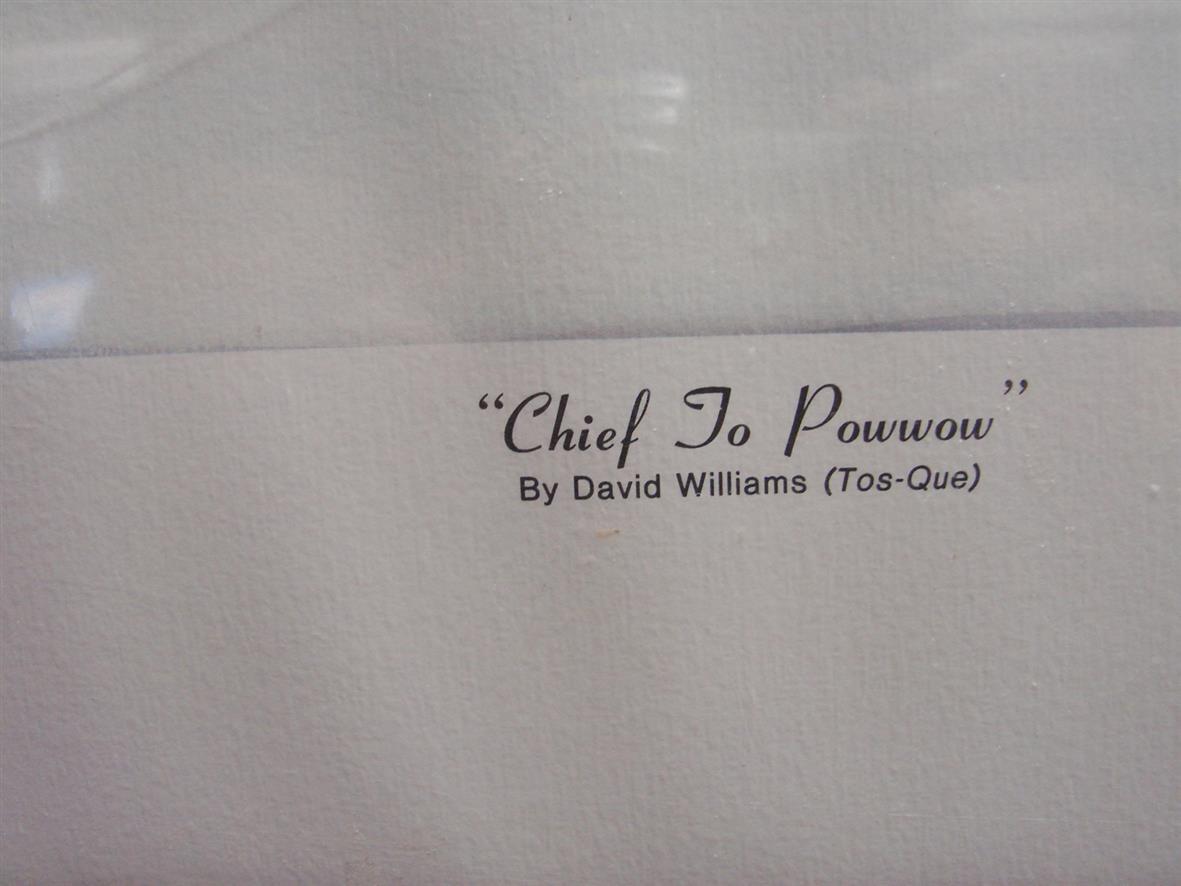 “Chief To Powwow”
By David Williams (Tos-Que)